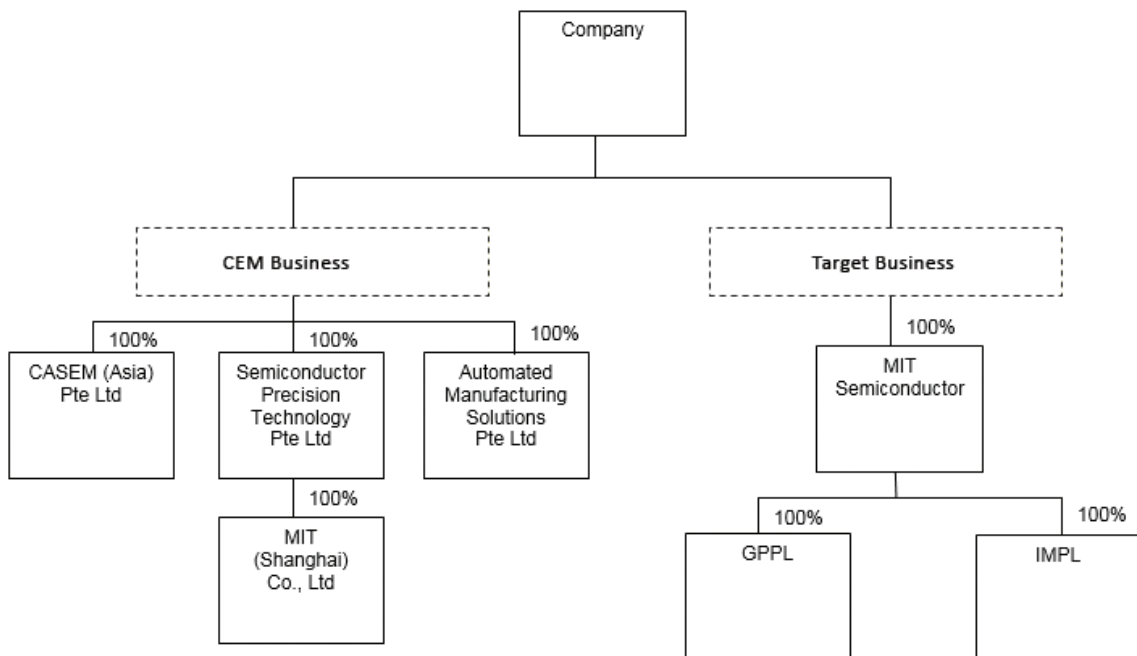 Company
CEM Business
Target Business
100%
100%
100%
100%
CASEM (Asia)
Pte Ltd
Semiconductor
Precision
Technology
Pte Ltd
Automated
Manufacturing
Solutions
Pte Ltd
MIT
Semiconductor
100%
100%
100%
MIT
(Shanghai)
Co., Ltd
GPPL
IMPL